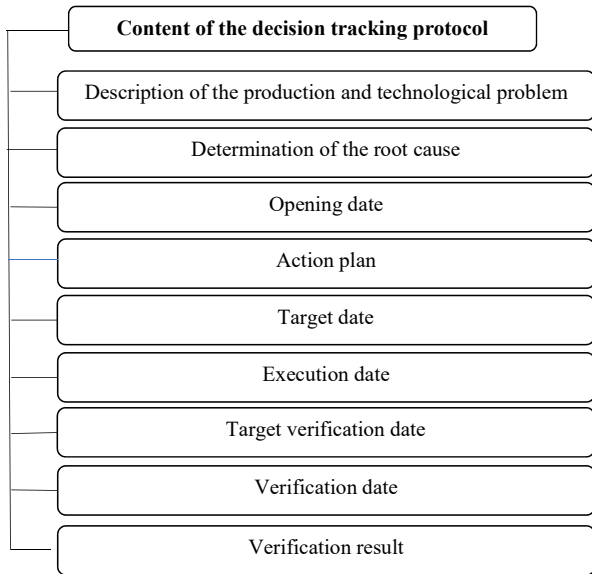 Content of the decision tracking protocol
Description of the production and technological problem
Determination of the root cause
Opening date
Action plan
Target date
Execution date
Target verification date
Verification date
Verification result